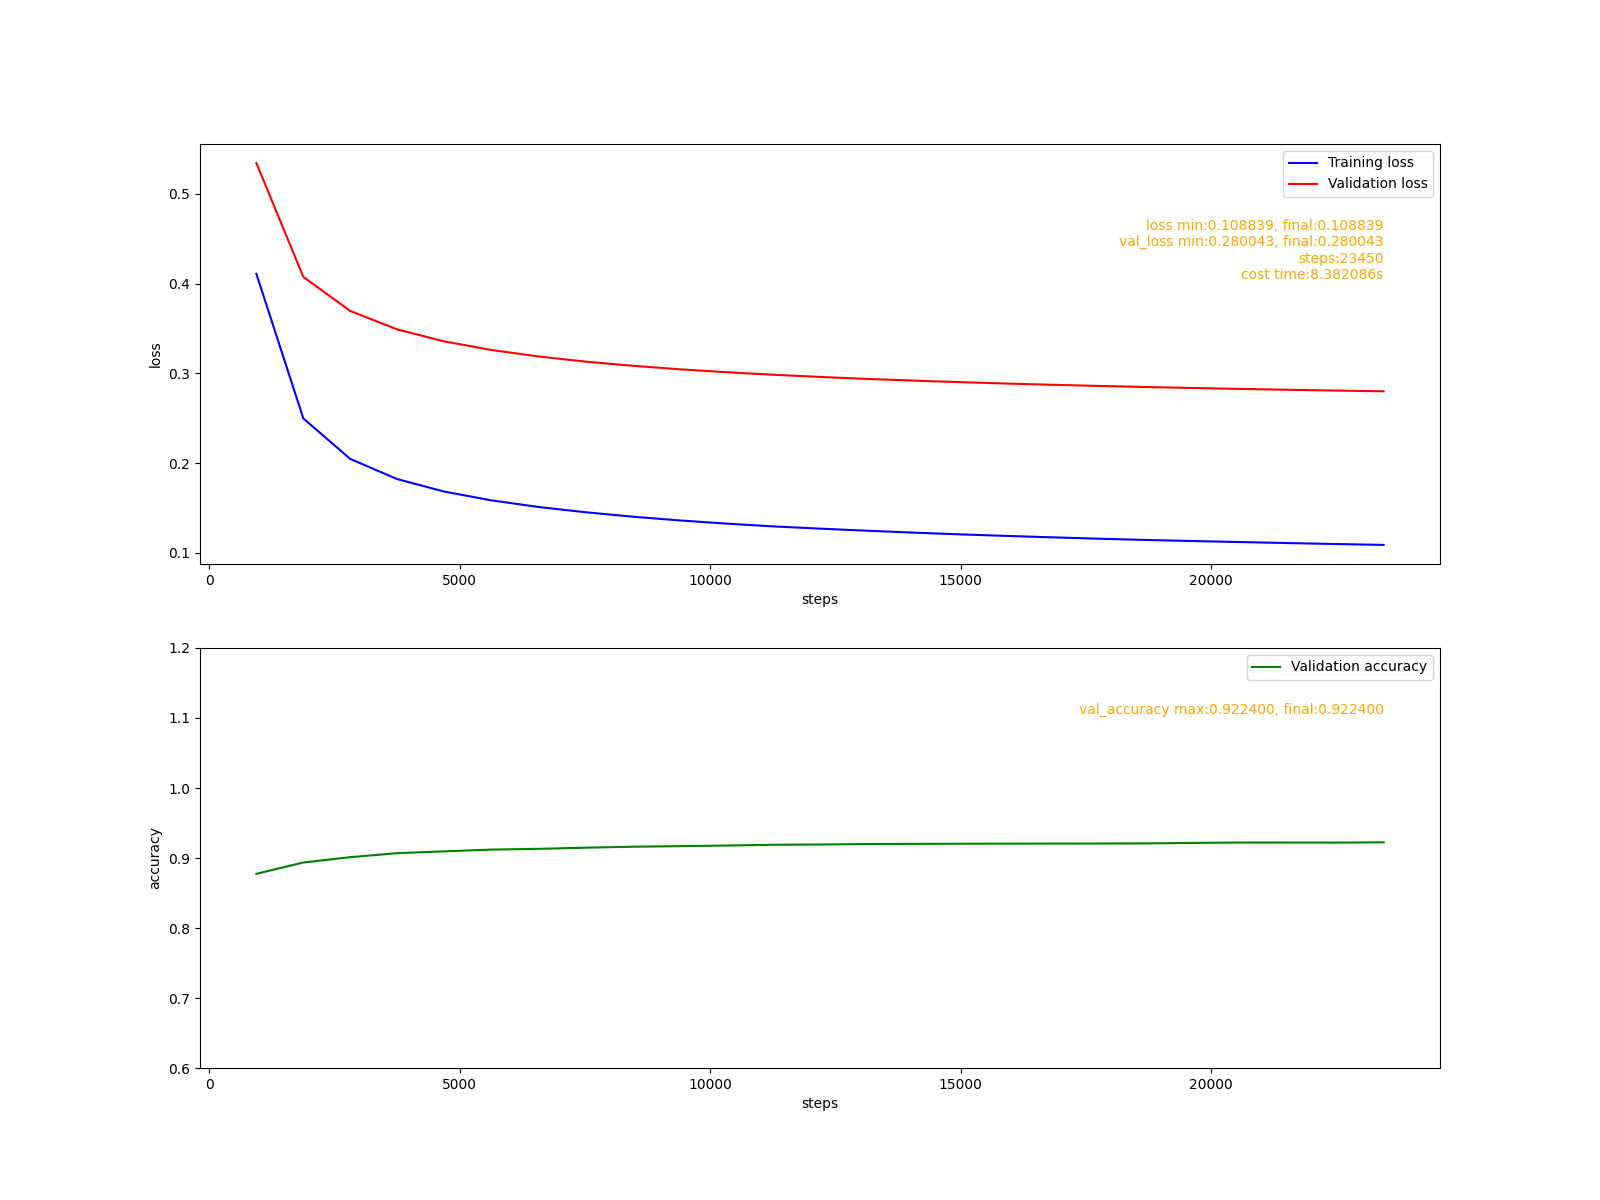 Training loss
Validation loss
loss min:0.108839, final:0.108839
val_loss min:0.280043, final:0.280043
steps:23450
cost time:8.382086s
0.5
0.4
0.3
0.2
0.1
loss
0
5000
10000
15000
20000
steps
Validation accuracy
val_accuracy max:0.922400, final:0.922400
1.2
1.1
1.0
0.9
0.8
0.7
0.6
accuracy
0
5000
10000
15000
20000
steps